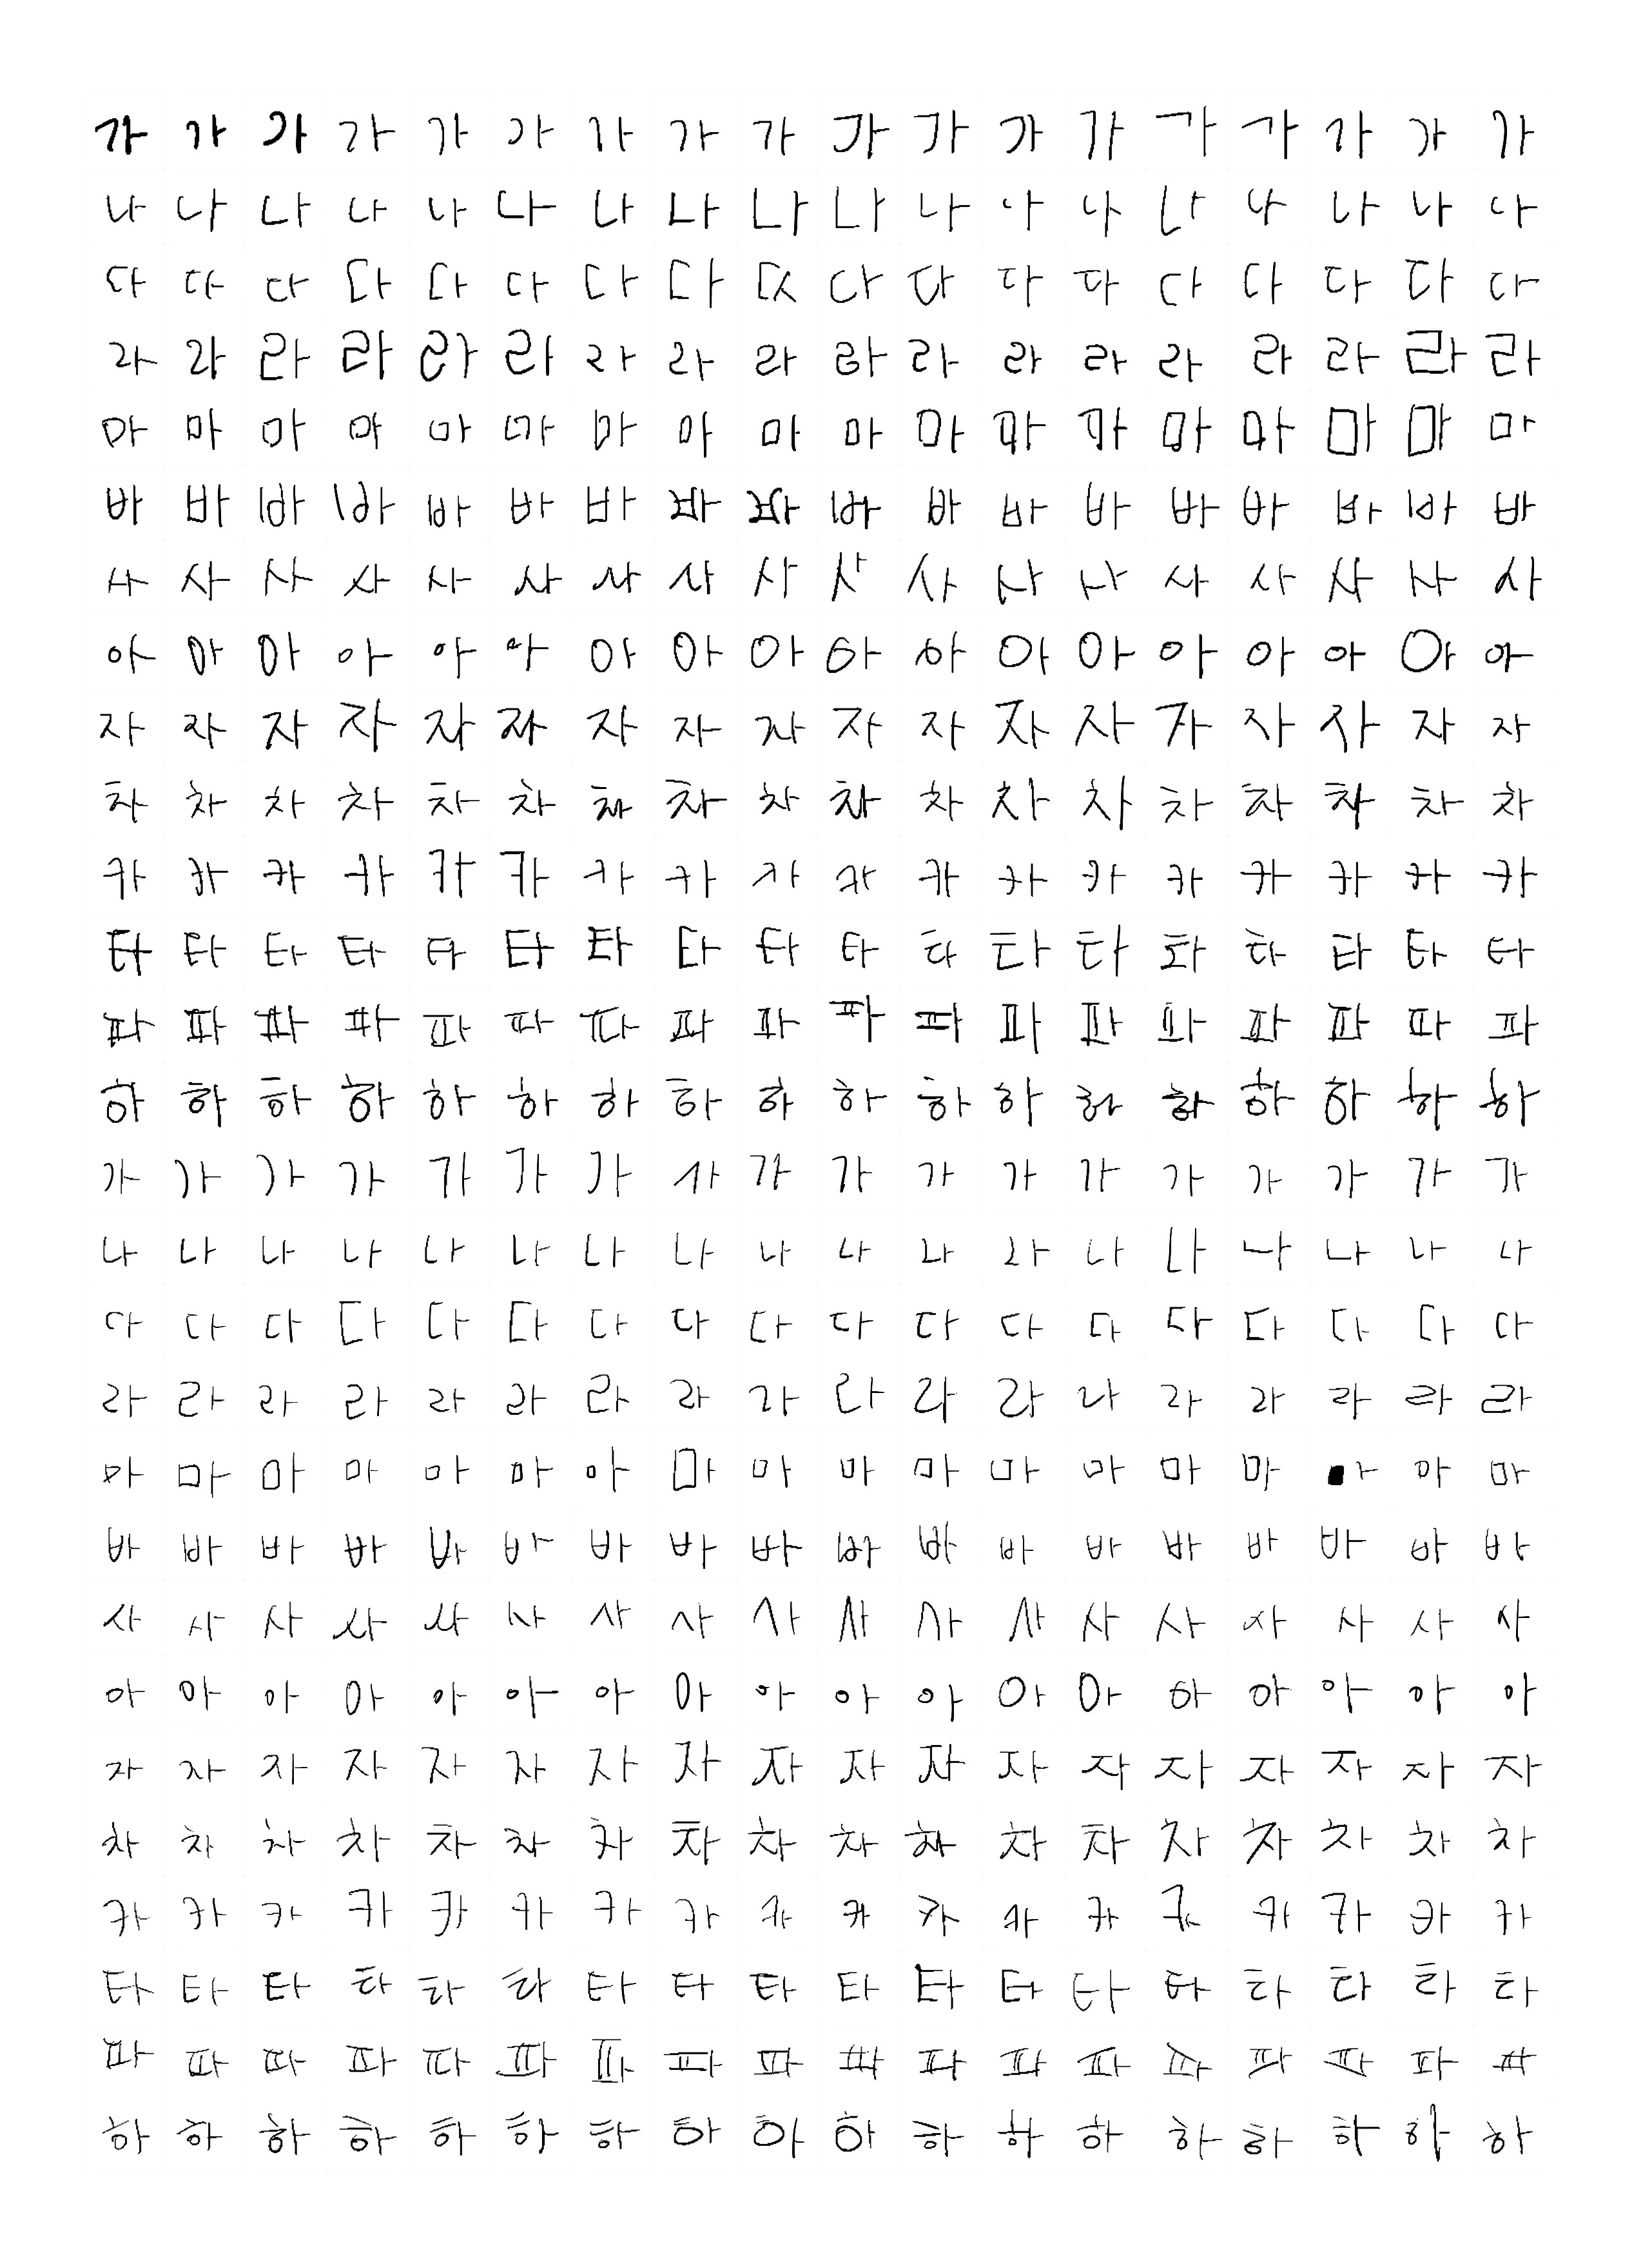 가 가 가 가 가 가 가 가 가 가 가 가 가 가 가 가 가 가
나 나 나 나 나 나 나 나 나 나 나 나 나 나 나 나 나 나
다 다 다 다 다 다 다 다 다 다 다 다 다 다 다 다 다 다
라 라 라 라 라 라 라 라 라 라 라 라 라 라 라 라 라 라
마 마 마 마 마 마 마 마 마 마 마 마 마 마 마 마 마 마
바 바 바 바 바 바 바 바 바 바 바 바 바 바 바 바 바 바
사 사 사 사 사 사 사 사 사 사 사 사 사 사 사 사 사 사
아 아 아 아 아 아 아 아 아 아 아 아 아 아 아 아 아 아
자 자 자 자 자 자 자 자 자 자 자 자 자 자 자 자 자 자
차 차 차 차 차 차 차 차 차 차 차 차 차 차 차 차 차 차
카 카 카 카 카 카 카 카 카 카 카 카 카 카 카 카 카 카
타 타 타 타 타 타 타 타 타 타 타 타 타 타 타 타 타 타
파 파 파 파 파 파 파 파 파 파 파 파 파 파 파 파 파 파
하 하 하 하 하 하 하 하 하 하 하 하 하 하 하 하 하 하
가 가 가 가 가 가 가 가 가 가 가 가 가 가 가 가 가 가
나 나 나 나 나 나 나 나 나 나 나 나 나 나 나 나 나 나
다 다 다 다 다 다 다 다 다 다 다 다 다 다 다 다 다 다
라 라 라 라 라 라 라 라 라 라 라 라 라 라 라 라 라 라
마 마 마 마 마 마 마 마 마 마 마 마 마 마 마 마 마 마
바 바 바 바 바 바 바 바 바 바 바 바 바 바 바 바 바 바
사 사 사 사 사 사 사 사 사 사 사 사 사 사 사 사 사 사
아 아 아 아 아 아 아 아 아 아 아 아 아 아 아 아 아 아
자 자 자 자 자 자 자 자 자 자 자 자 자 자 자 자 자 자
차 차 차 차 차 차 차 차 차 차 차 차 차 차 차 차 차 차
카 카 카 카 카 카 카 카 카 카 카 카 카 카 카 카 카 카
타 타 타 타 타 타 타 타 타 타 타 타 타 타 타 타 타 타
파 파 파 파 파 파 파 파 파 파 파 파 파 파 파 파 파 파
하 하 하 하 하 하 하 하 하 하 하 하 하 하 하 하 하 하